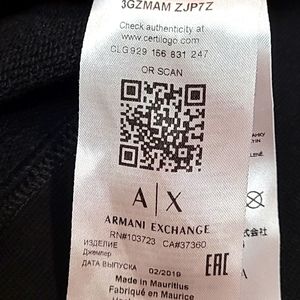 3GZMAM ZJP7Z
Check authenticity at
www.certilogo.com
CLG 929 156 831 247
OR SCAN
A|X
ARMANI EXCHANGE
RN#103723 CA#37360
ИЗДЕЛИЕ
Джемпер
ДАТА ВЫПУСКА 02/2019
EAC
Made in Mauritius
Fabriqué en Maurice